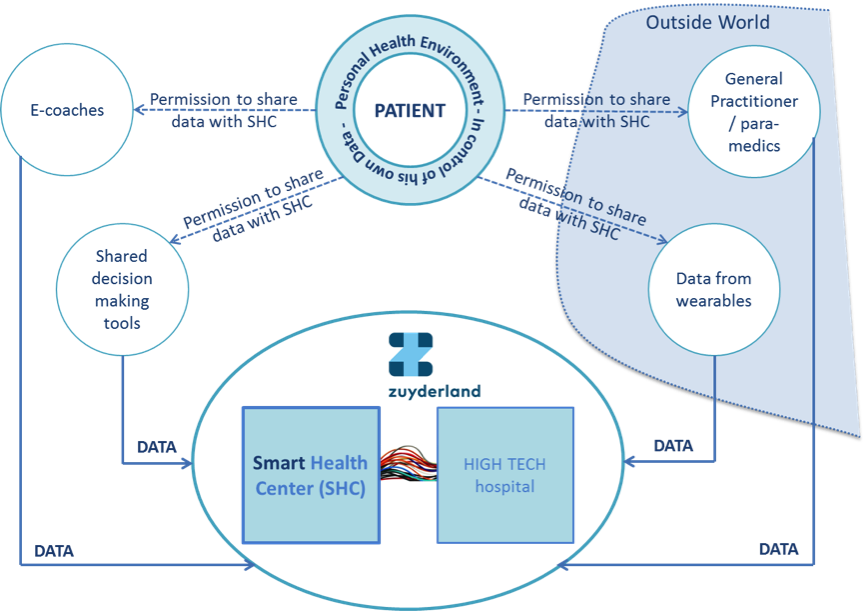 Outside World
Personal Health Environment - In control of his own Data -
PATIENT
E-coaches
Permission to share
data with SHC
Permission to share
data with SHC
General
Practitioner
/ para-
medics
Permission to share
data with SHC
Permission to share
data with SHC
Shared
decision
making
tools
Data from
wearables
zuyderland
Smart Health
Center (SHC)
HIGH TECH
hospital
DATA
DATA
DATA
DATA